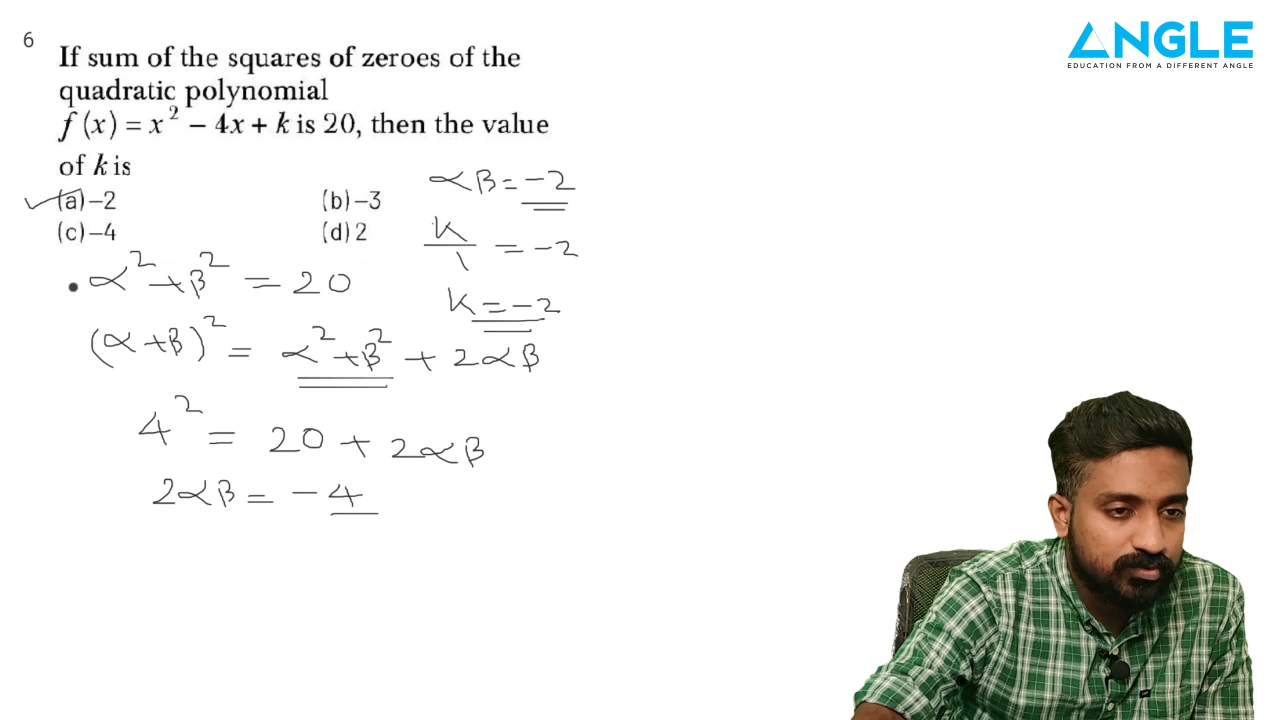 6
If sum of the squares of zeroes of the
quadratic polynomial
f (x) = x² − 4x + k is 20, then the value
of k is
(a) −2
(b) −3
(c) −4
(d) 2
α² + β² = 20
(α + β)² = α² + β² + 2αβ
4² = 20 + 2αβ
2αβ = −4
αβ = −2
k/1 = −2
k = −2
ANGLE
EDUCATION FROM A DIFFERENT ANGLE